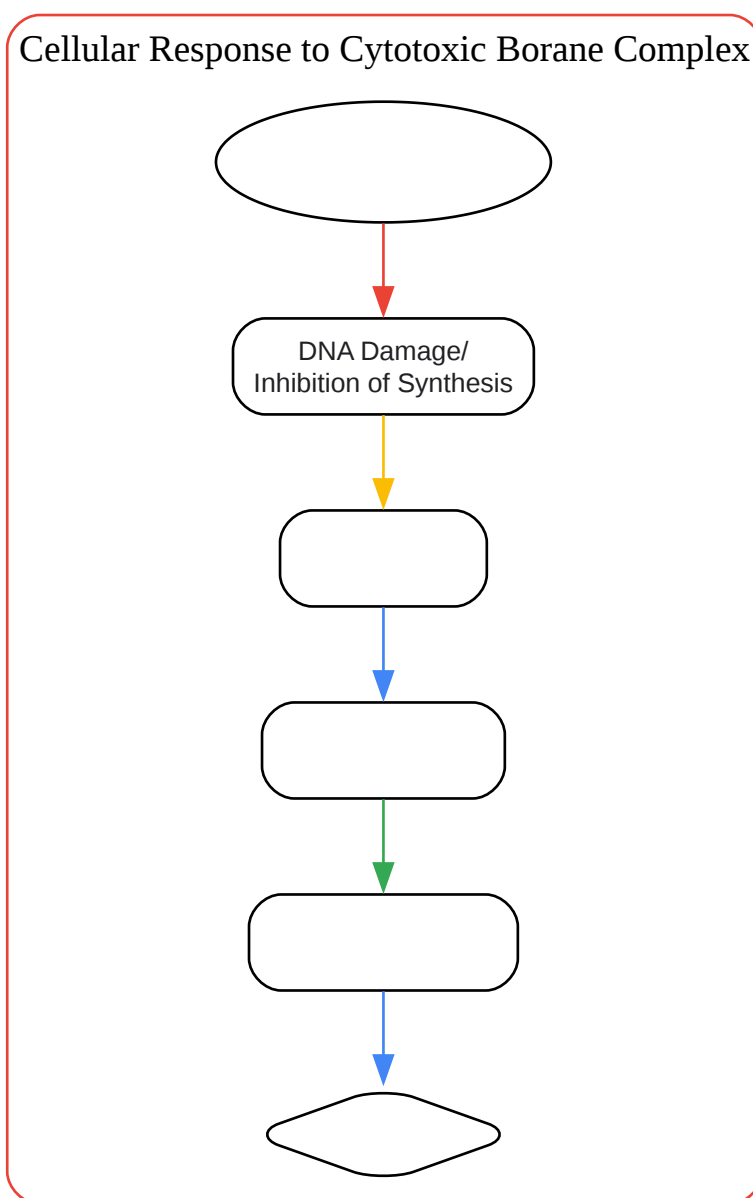 Cellular Response to Cytotoxic Borane Complex
DNA Damage/
Inhibition of Synthesis